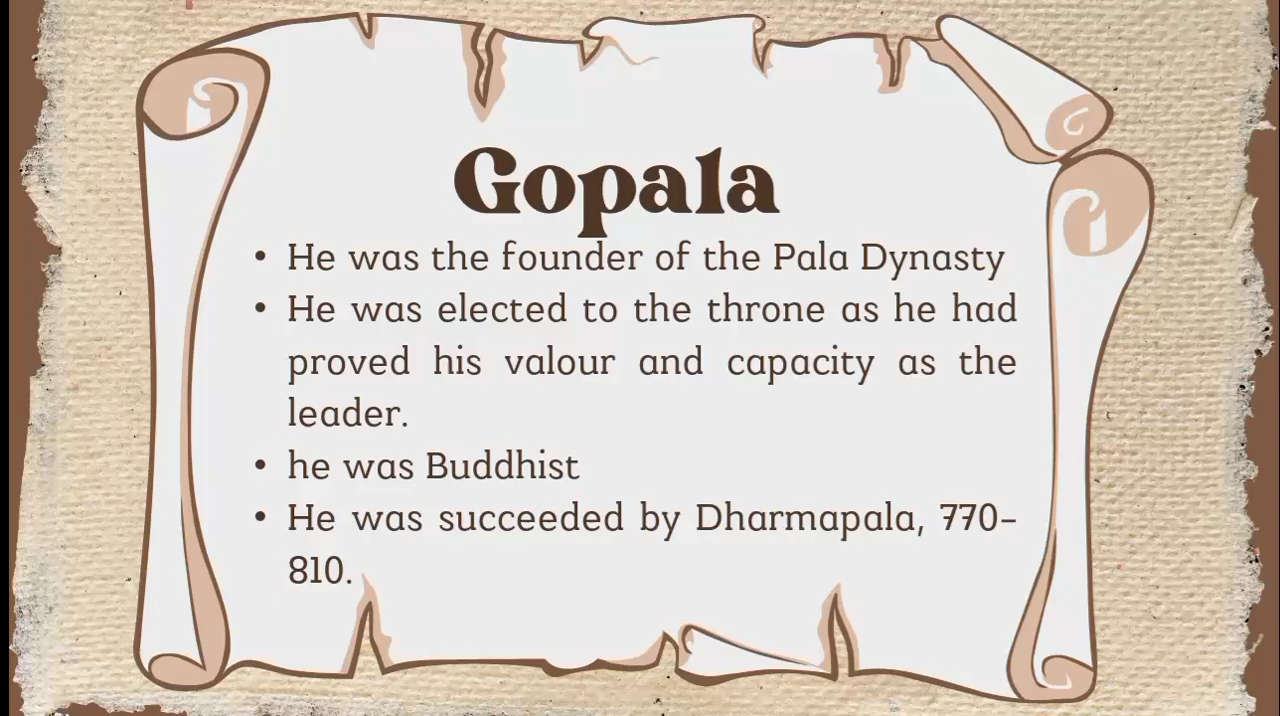 Gopala
• He was the founder of the Pala Dynasty
• He was elected to the throne as he had
proved his valour and capacity as the
leader.
• he was Buddhist
• He was succeeded by Dharmapala, 770–
810.